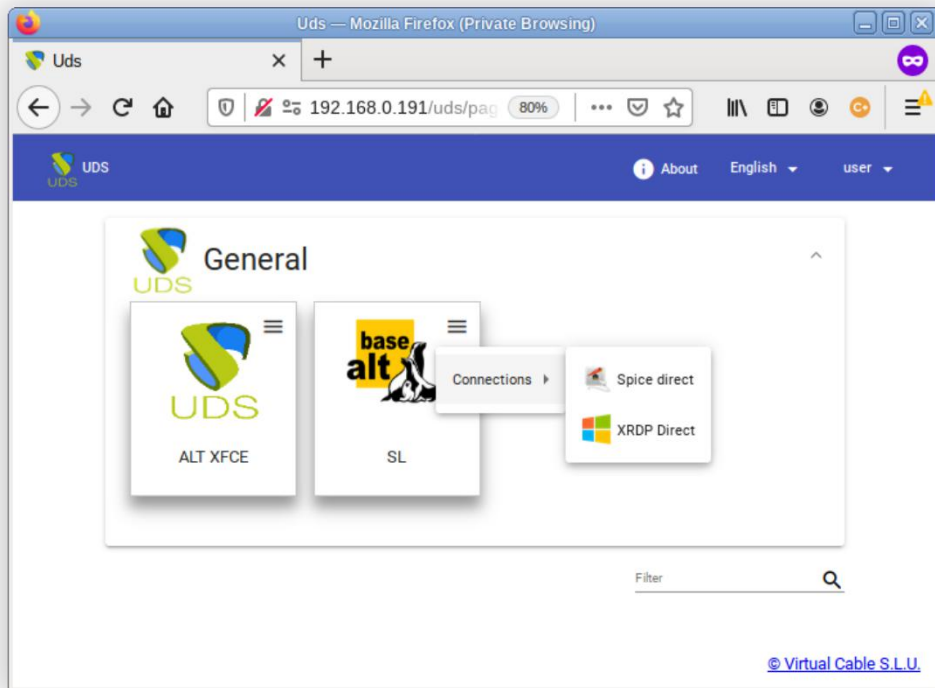 Uds — Mozilla Firefox (Private Browsing)
Uds
192.168.0.191/uds/pag
80%
UDS
UDS
About
English
user
UDS
General
UDS
ALT XFCE
base
alt
SL
Connections
Spice direct
XRDP Direct
Filter
© Virtual Cable S.L.U.